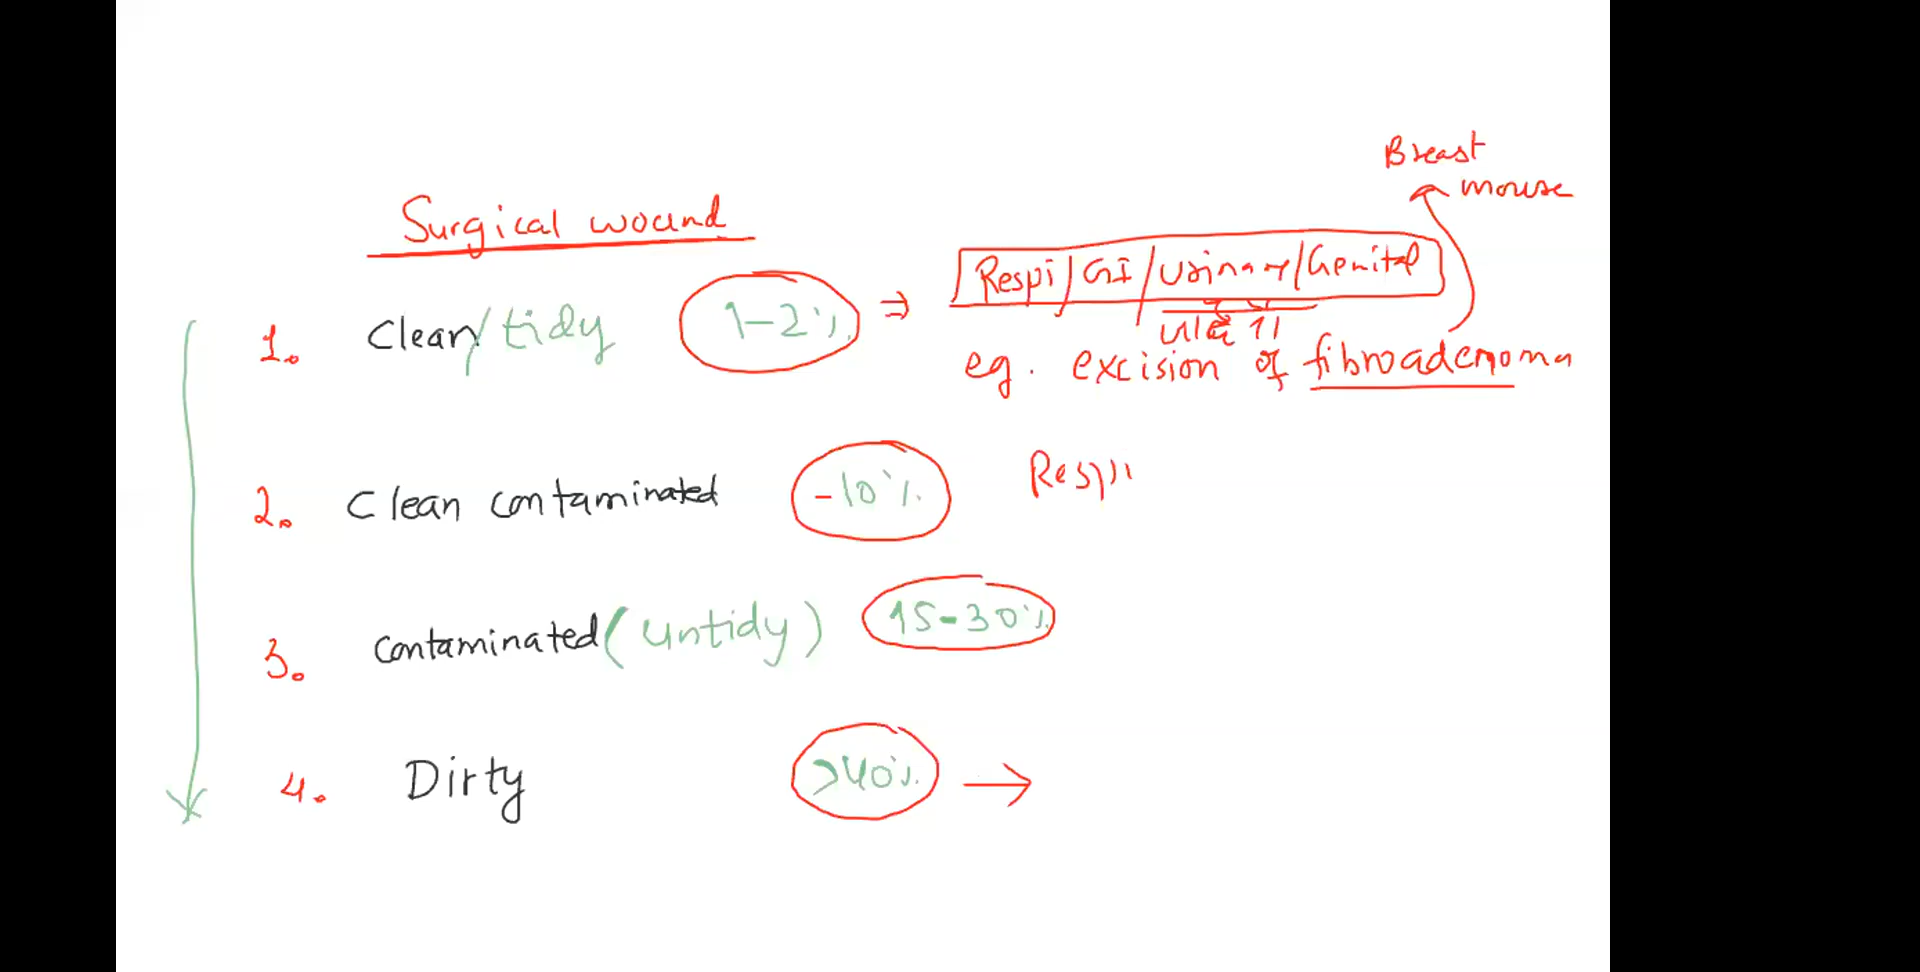 Breast
mouse
Surgical wound
Respi/GI/Urinary/Genital
1. Clean/tidy 1-2% ⇒
eg. excision of fibroadenoma
2. Clean contaminated -10% Respi
3. Contaminated (untidy) 15-30%
4. Dirty >40% →